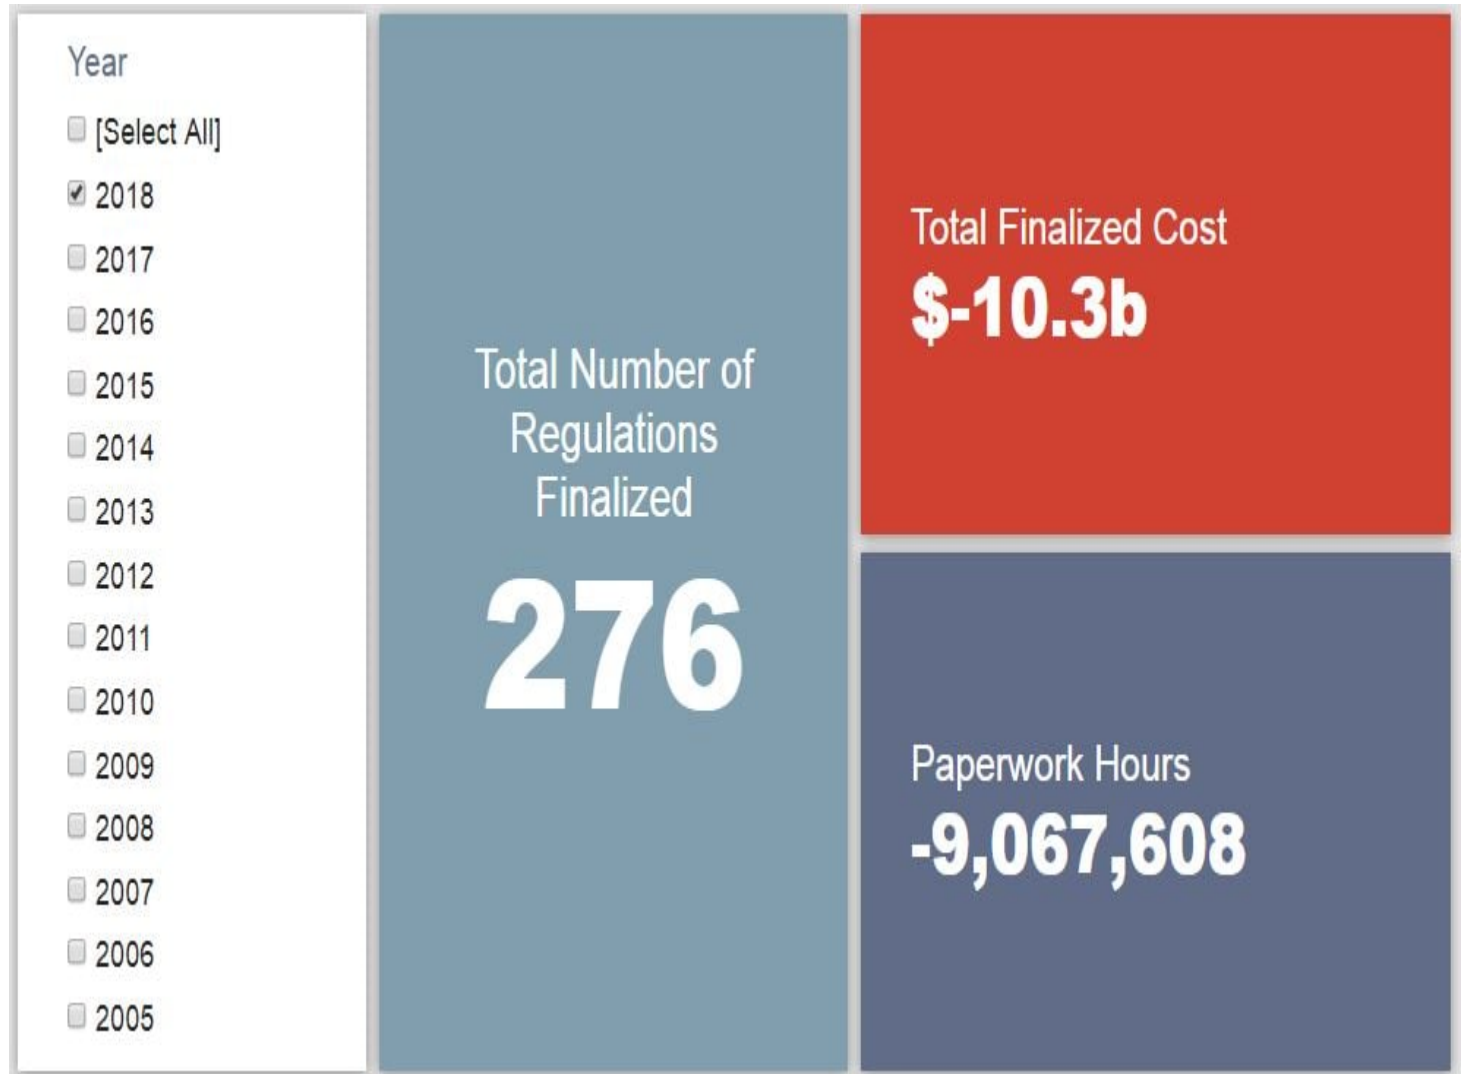 Year
[Select All]
2018
2017
2016
2015
2014
2013
2012
2011
2010
2009
2008
2007
2006
2005
Total Number of
Regulations
Finalized
276
Total Finalized Cost
$-10.3b
Paperwork Hours
-9,067,608